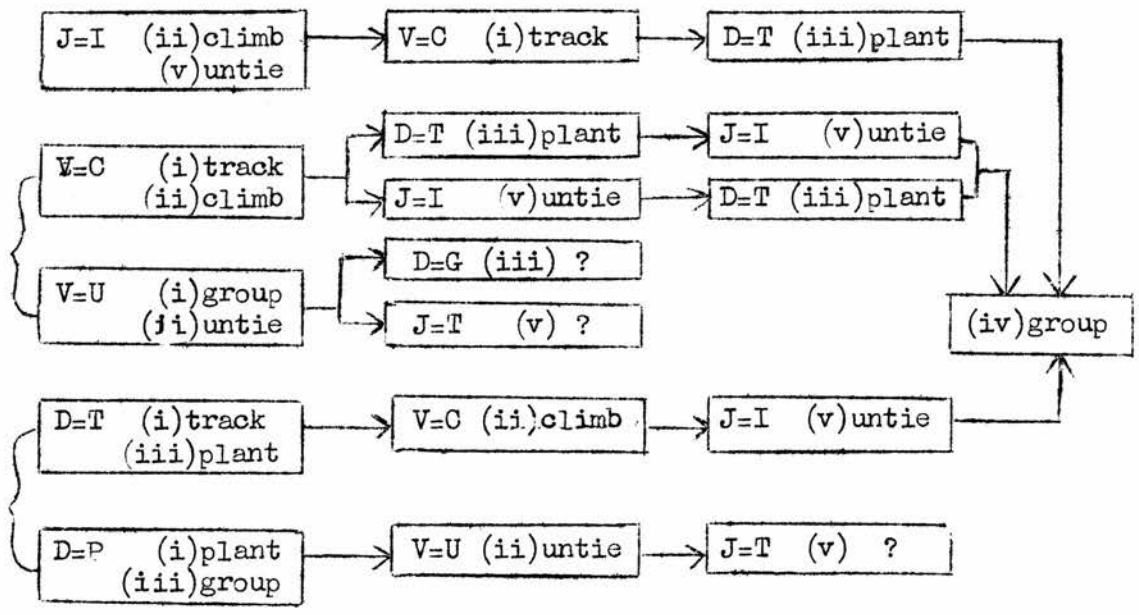 J=I (ii)climb
(v)untie
V=C (i)track
D=T (iii)plant
V=C (i)track
(ii)climb
D=T (iii)plant
J=I (v)untie
J=I (v)untie
D=T (iii)plant
V=U (i)group
(ii)untie
D=G (iii) ?
J=T (v) ?
(iv)group
D=T (i)track
(iii)plant
V=C (ii)climb
J=I (v)untie
D=P (i)plant
(iii)group
V=U (ii)untie
J=T (v) ?